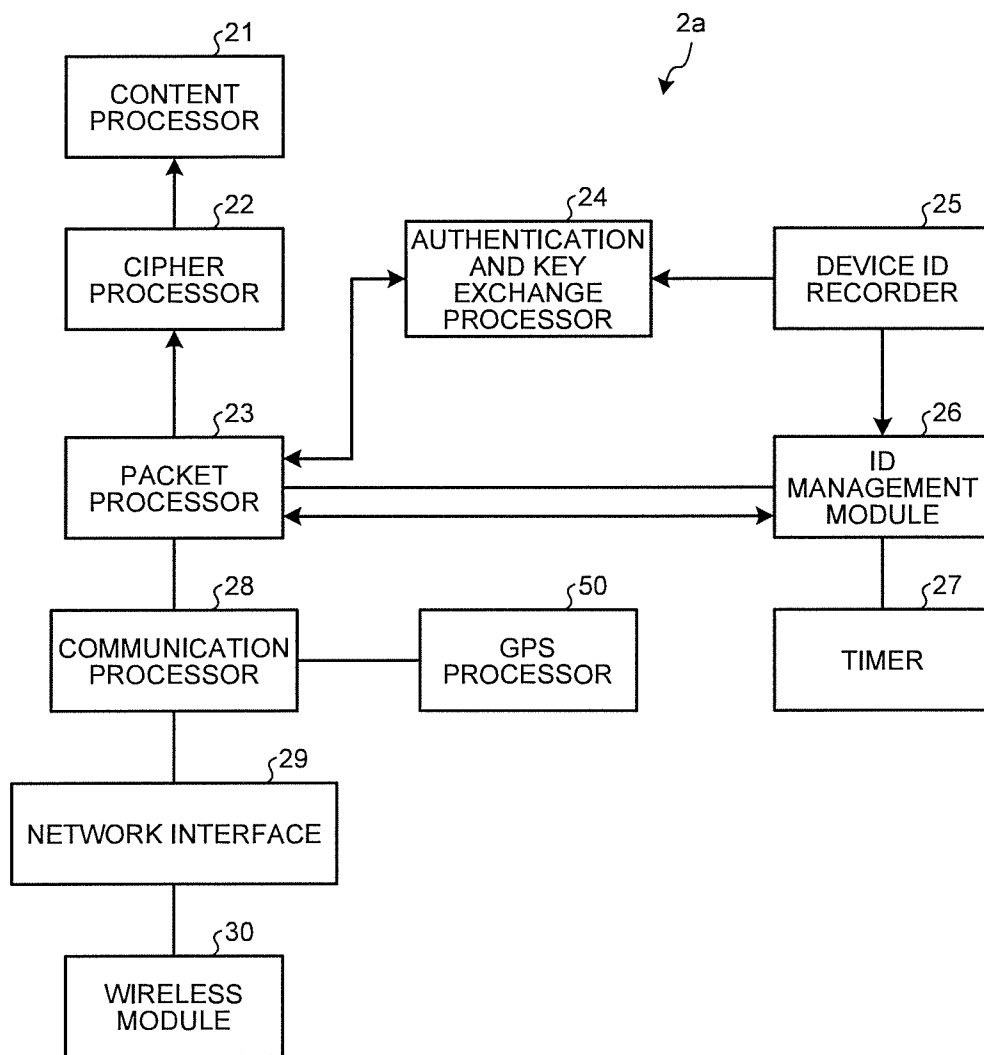 2a
21
CONTENT
PROCESSOR
22
CIPHER
PROCESSOR
24
AUTHENTICATION
AND KEY
EXCHANGE
PROCESSOR
25
DEVICE ID
RECORDER
23
PACKET
PROCESSOR
26
ID
MANAGEMENT
MODULE
28
COMMUNICATION
PROCESSOR
50
GPS
PROCESSOR
27
TIMER
29
NETWORK INTERFACE
30
WIRELESS
MODULE